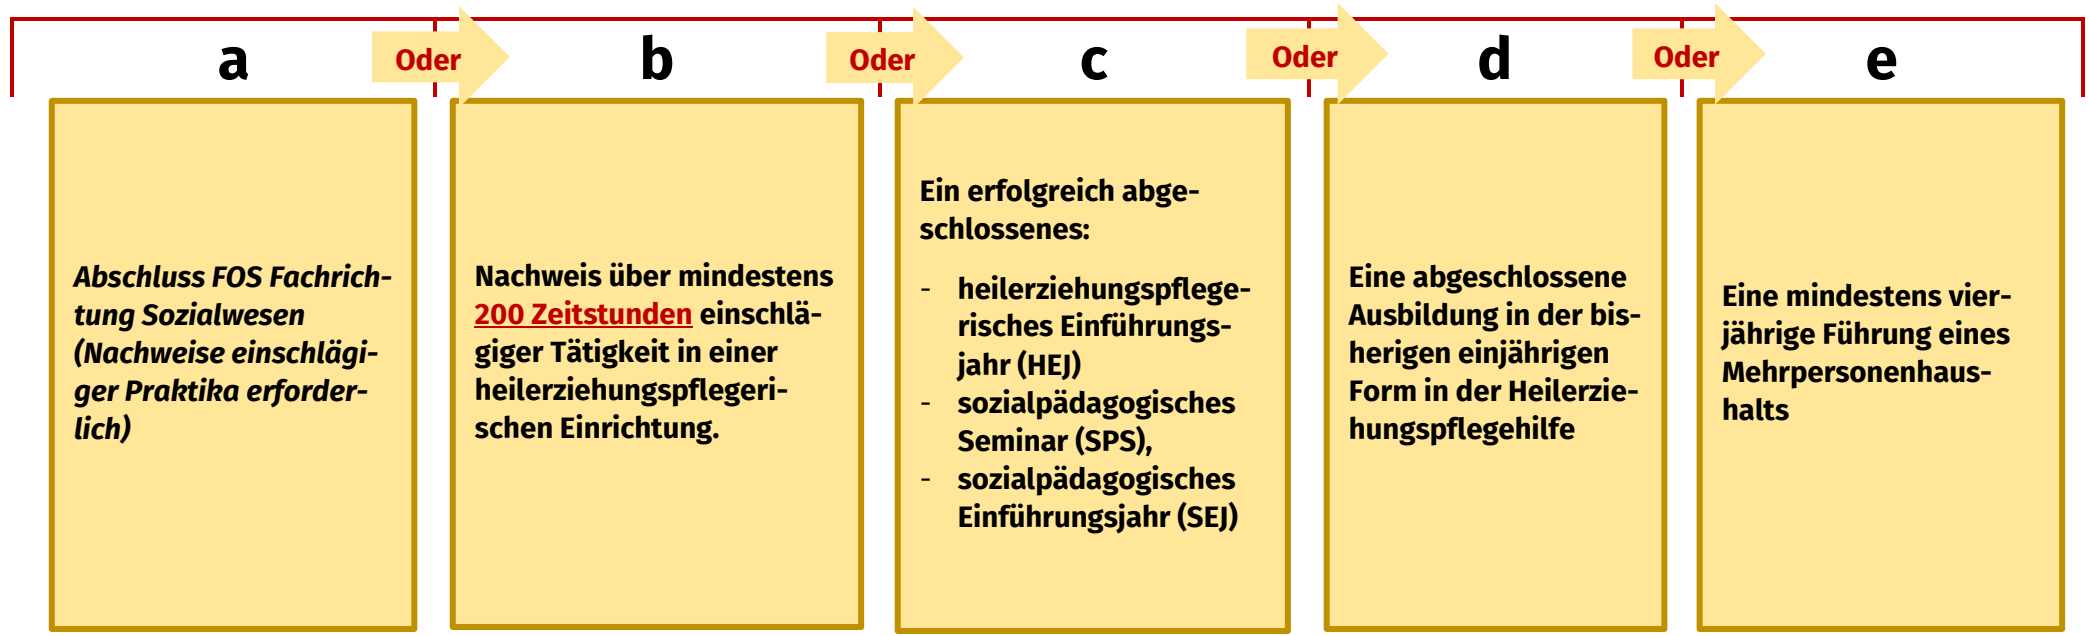 a
Oder
b
Oder
c
Oder
d
Oder
e
Abschluss FOS Fachrich-
tung Sozialwesen
(Nachweise einschlägi-
ger Praktika erforder-
lich)
Nachweis über mindestens
200 Zeitstunden einschlä-
giger Tätigkeit in einer
heilerziehungspflegeri-
schen Einrichtung.
Ein erfolgreich abge-
schlossenes:
- heilerziehungspflege-
risches Einführungs-
jahr (HEJ)
- sozialpädagogisches
Seminar (SPS),
- sozialpädagogisches
Einführungsjahr (SEJ)
Eine abgeschlossene
Ausbildung in der bis-
herigen einjährigen
Form in der Heilerzie-
hungspflegehilfe
Eine mindestens vier-
jährige Führung eines
Mehrpersonenhaus-
halts